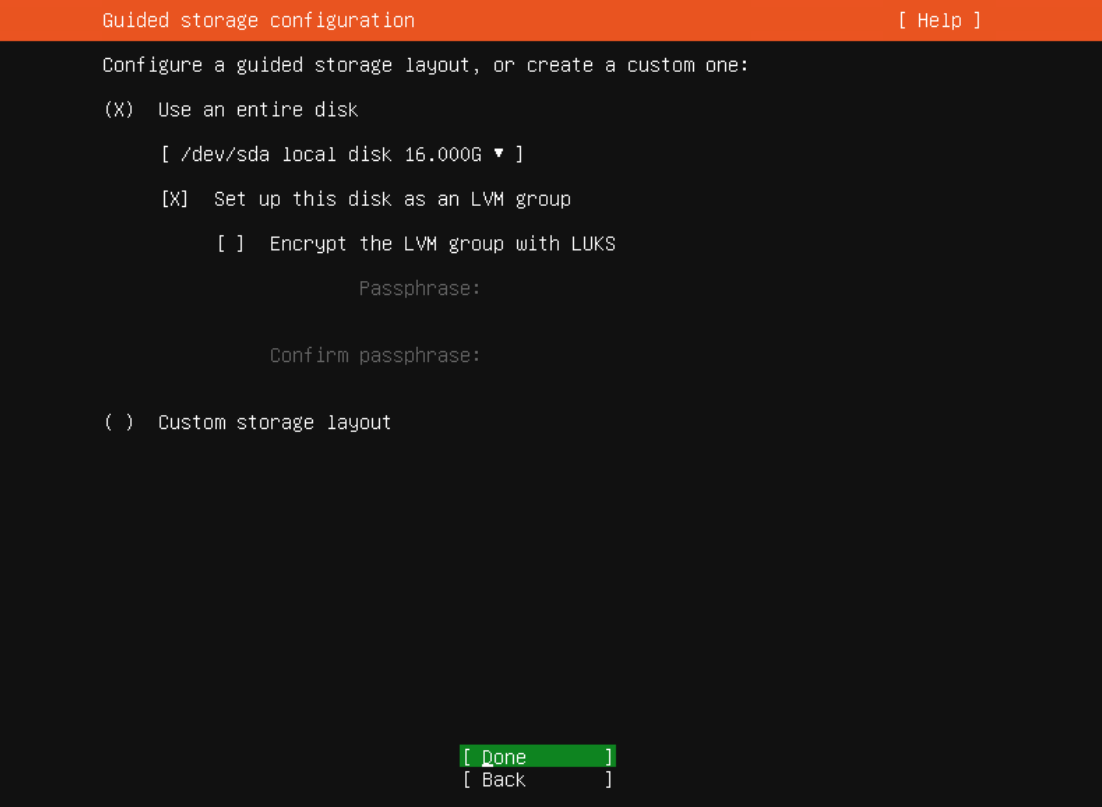 Guided storage configuration [ Help ]
Configure a guided storage layout, or create a custom one:
(X) Use an entire disk
[ /dev/sda local disk 16.000G ▾ ]
[X] Set up this disk as an LVM group
[ ] Encrypt the LVM group with LUKS
Passphrase:
Confirm passphrase:
( ) Custom storage layout
[ Done ]
[ Back ]